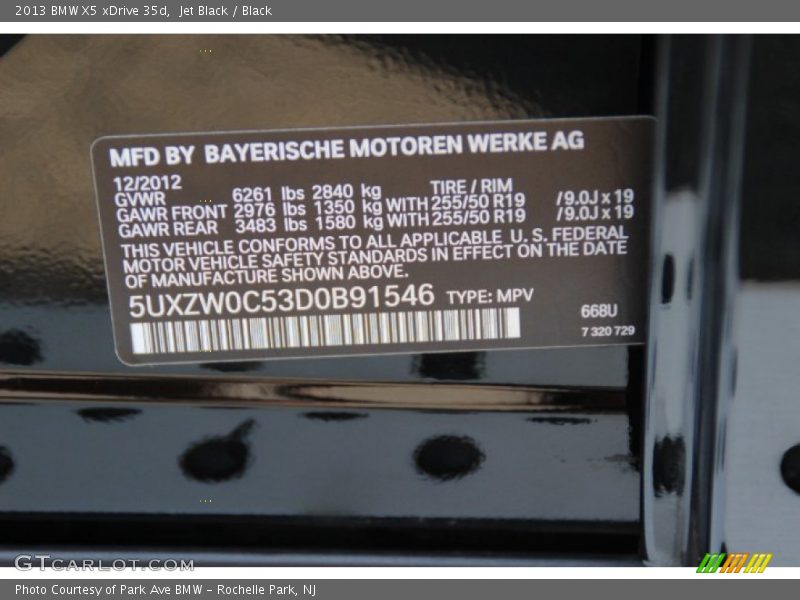 2013 BMW X5 xDrive 35d,  Jet Black / Black
MFD BY BAYERISCHE MOTOREN WERKE AG
12/2012 TIRE / RIM
GVWR 6261 lbs 2840 kg
GAWR FRONT 2976 lbs 1350 kg WITH 255/50 R19 /9.0J x 19
GAWR REAR 3483 lbs 1580 kg WITH 255/50 R19 /9.0J x 19
THIS VEHICLE CONFORMS TO ALL APPLICABLE U. S. FEDERAL
MOTOR VEHICLE SAFETY STANDARDS IN EFFECT ON THE DATE
OF MANUFACTURE SHOWN ABOVE.
5UXZW0C53D0B91546 TYPE: MPV
668U
7 320 729
GTCARLOT.COM
Photo Courtesy of Park Ave BMW - Rochelle Park, NJ